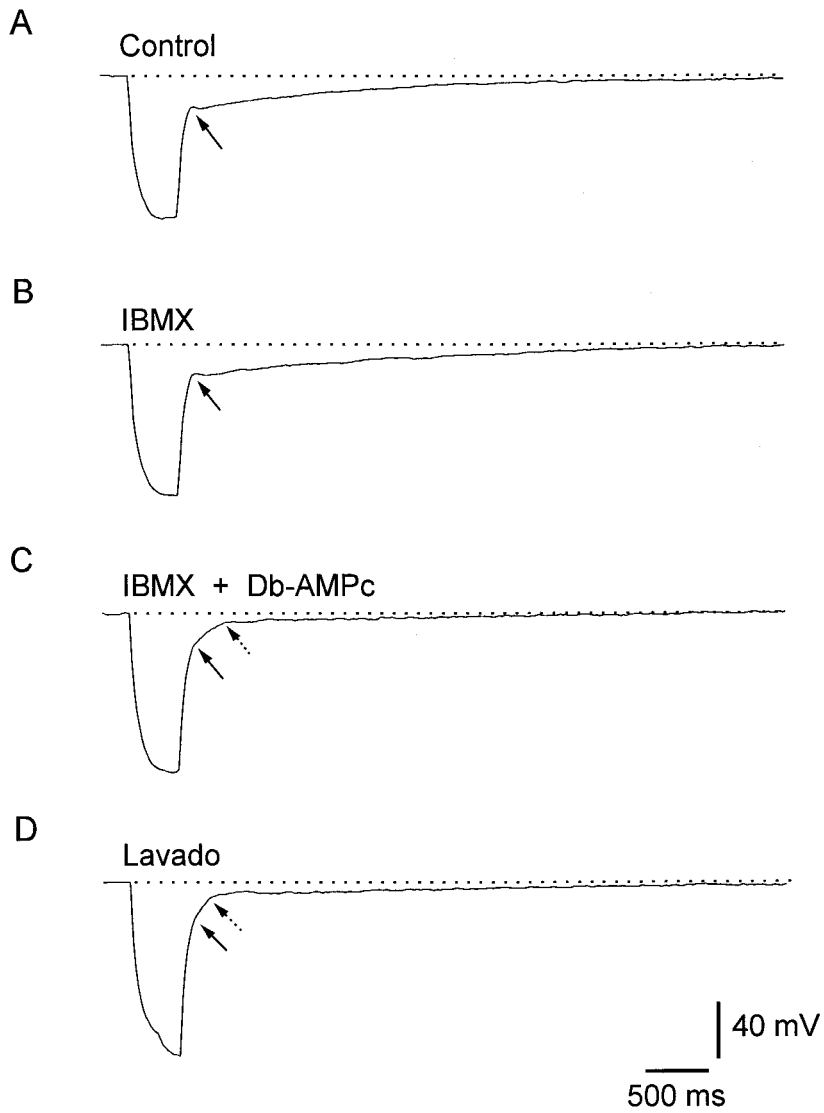 A
Control
B
IBMX
C
IBMX + Db-AMPc
D
Lavado
40 mV
500 ms